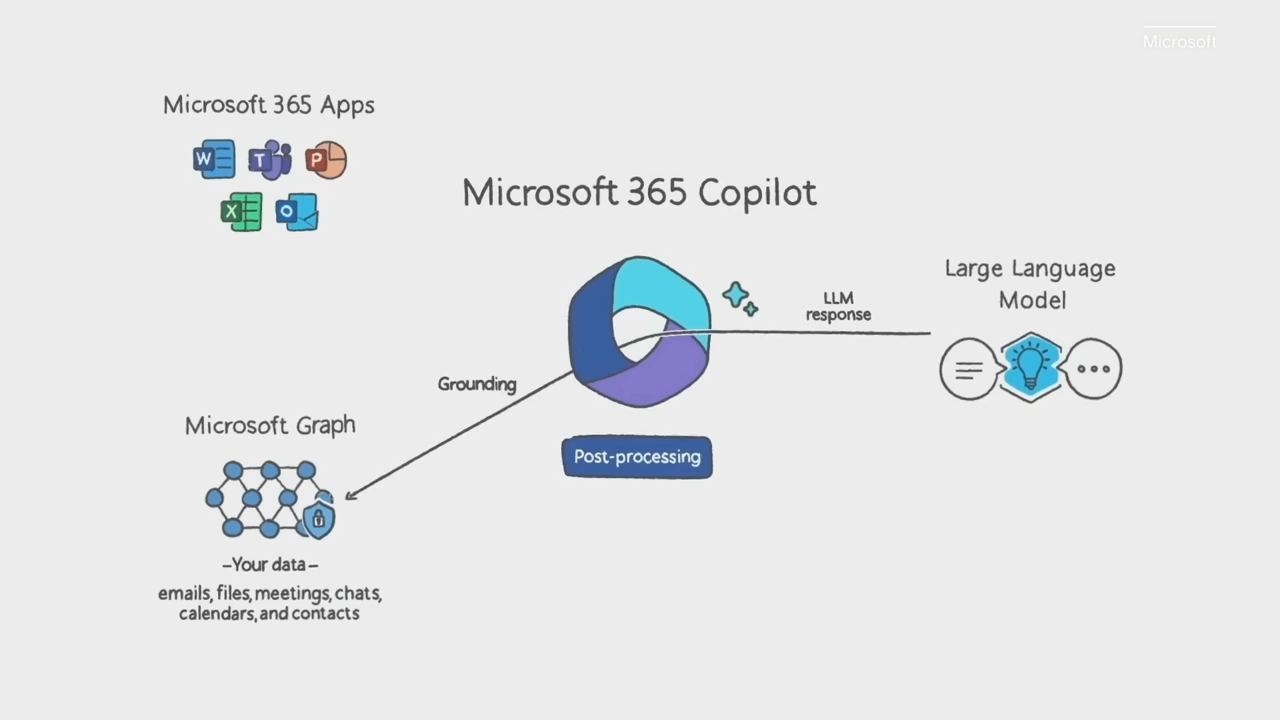 Microsoft
Microsoft 365 Apps
W
T
P
X
O
Microsoft 365 Copilot
Large Language
Model
LLM
response
Grounding
Microsoft Graph
Post-processing
–Your data–
emails, files, meetings, chats,
calendars, and contacts